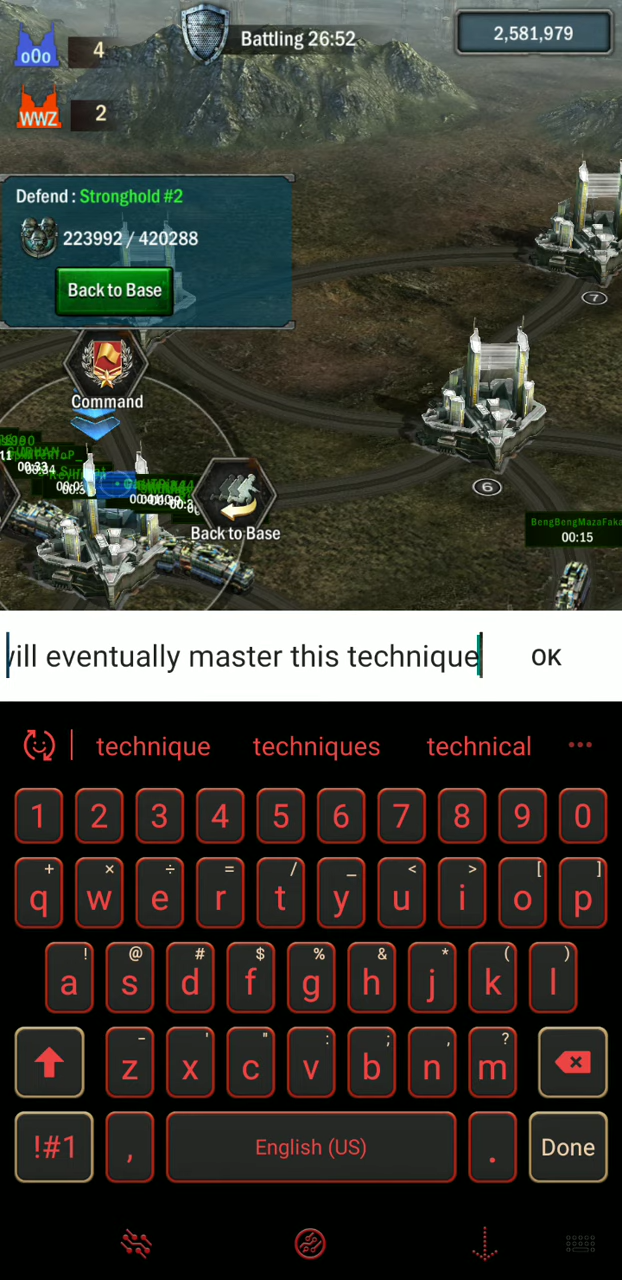 Battling 26:52
2,581,979
oOo 4
WWZ 2
Defend : Stronghold #2
223992 / 420288
Back to Base
7
Command
6
Back to Base
BengBengMazaFaka
00:15
will eventually master this technique
OK
technique techniques technical
1 2 3 4 5 6 7 8 9 0
+ × ÷ = / _ < > [ ]
q w e r t y u i o p
! @ # $ % & * ( )
a s d f g h j k l
- ' " : ; , ?
z x c v b n m
!#1 , English (US) . Done